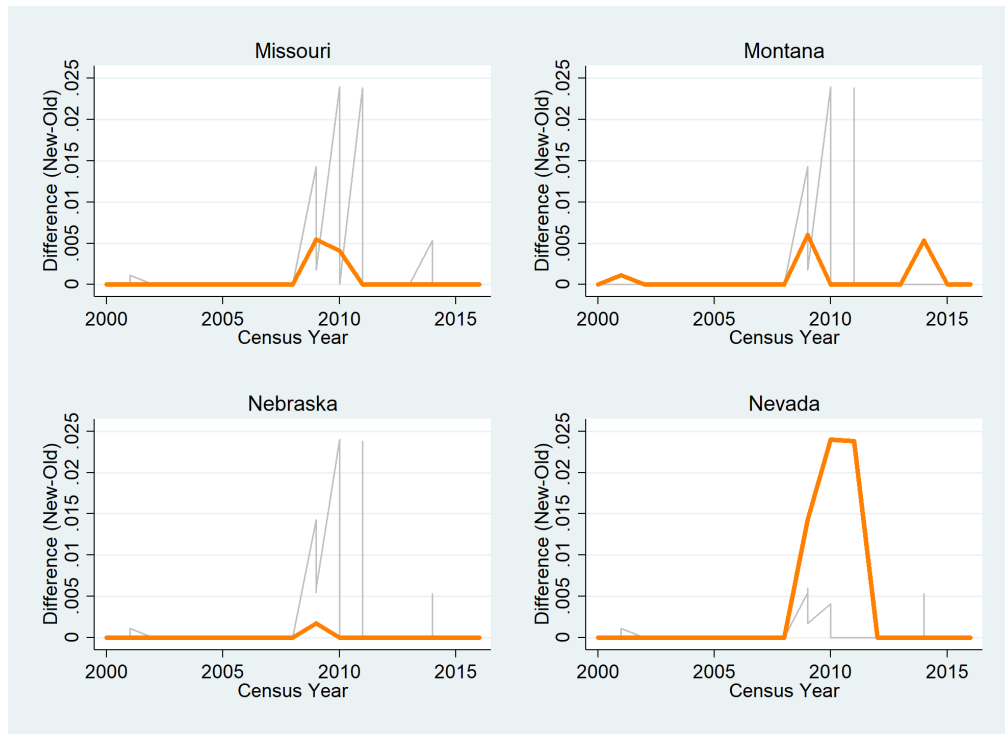 Missouri
Difference (New-Old)
0 .005 .01 .015 .02 .025
2000 2005 2010 2015
Census Year
Montana
Difference (New-Old)
0 .005 .01 .015 .02 .025
2000 2005 2010 2015
Census Year
Nebraska
Difference (New-Old)
0 .005 .01 .015 .02 .025
2000 2005 2010 2015
Census Year
Nevada
Difference (New-Old)
0 .005 .01 .015 .02 .025
2000 2005 2010 2015
Census Year